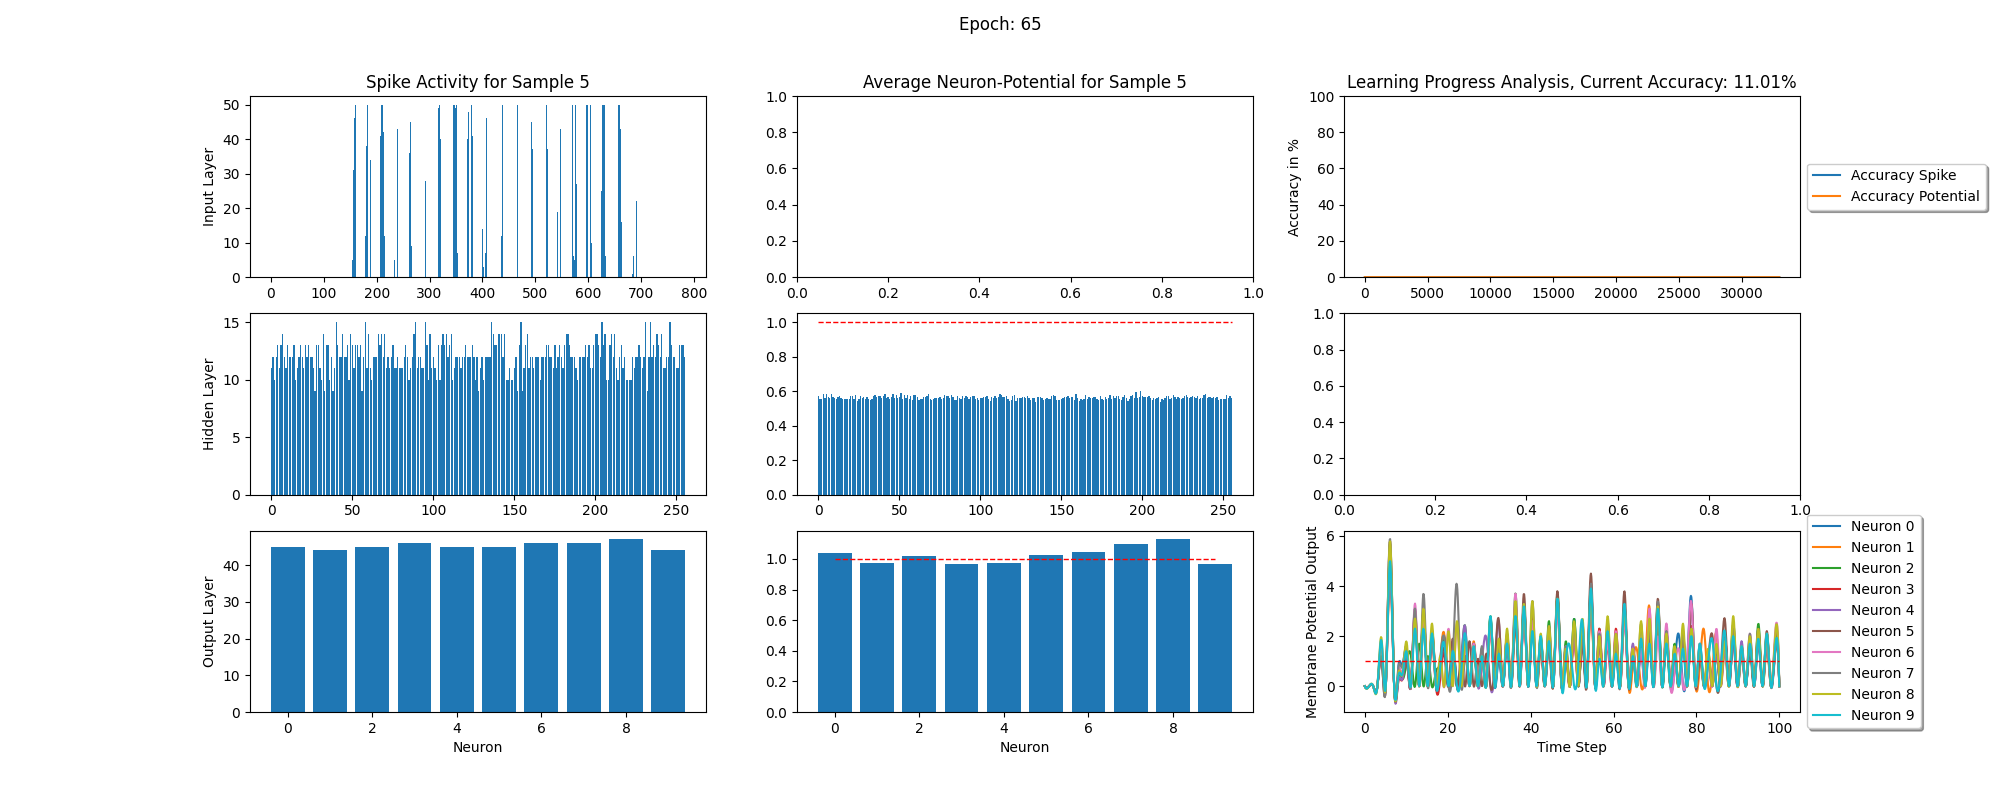 Epoch: 65
Spike Activity for Sample 5
Average Neuron-Potential for Sample 5
Learning Progress Analysis, Current Accuracy: 11.01%
Input Layer
50
40
30
20
10
0
0 100 200 300 400 500 600 700 800
1.0
0.8
0.6
0.4
0.2
0.0
0.0 0.2 0.4 0.6 0.8 1.0
Accuracy in %
100
80
60
40
20
0
0 5000 10000 15000 20000 25000 30000
Accuracy Spike
Accuracy Potential
Hidden Layer
15
10
5
0
0 50 100 150 200 250
1.0
0.8
0.6
0.4
0.2
0.0
0 50 100 150 200 250
1.0
0.8
0.6
0.4
0.2
0.0
0.0 0.2 0.4 0.6 0.8 1.0
Output Layer
40
30
20
10
0
0 2 4 6 8
Neuron
1.0
0.8
0.6
0.4
0.2
0.0
0 2 4 6 8
Neuron
Membrane Potential Output
6
4
2
0
0 20 40 60 80 100
Time Step
Neuron 0
Neuron 1
Neuron 2
Neuron 3
Neuron 4
Neuron 5
Neuron 6
Neuron 7
Neuron 8
Neuron 9